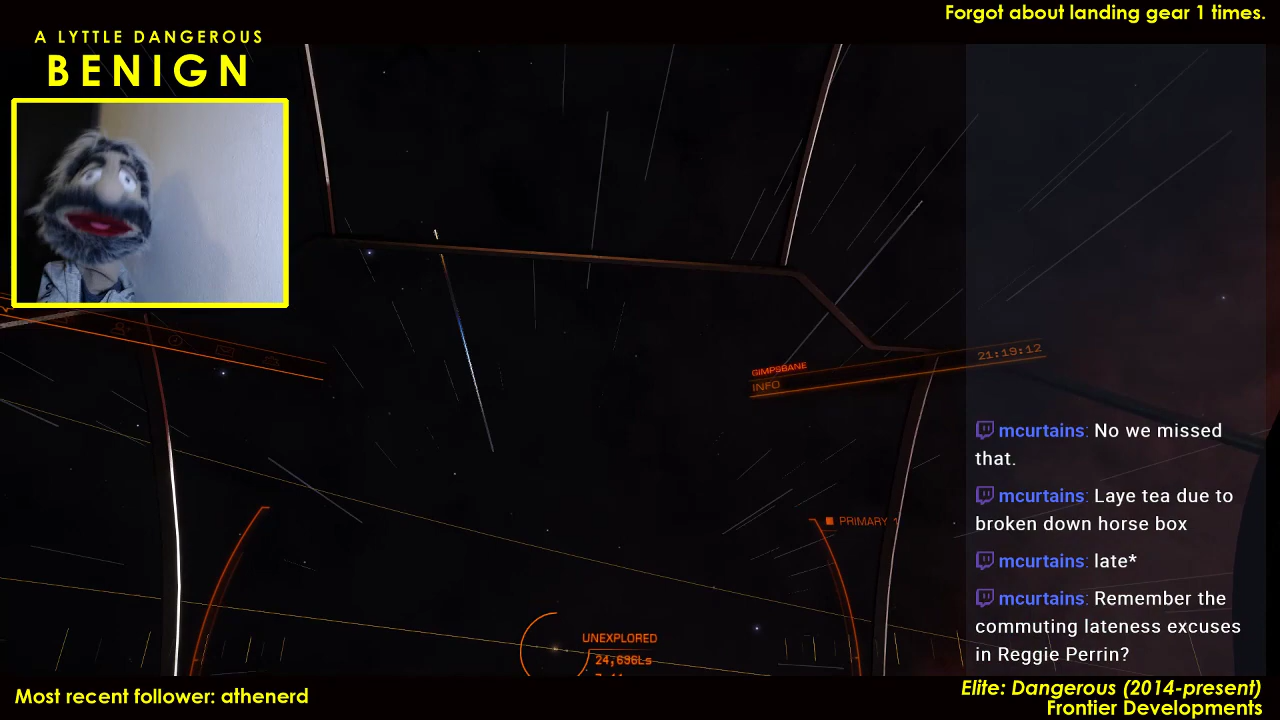 Forgot about landing gear 1 times.
A LYTTLE DANGEROUS
BENIGN
21:19:12
GIMPSBANE
INFO
PRIMARY 1
UNEXPLORED
24,696Ls
mcurtains: No we missed
that.
mcurtains: Laye tea due to
broken down horse box
mcurtains: late*
mcurtains: Remember the
commuting lateness excuses
in Reggie Perrin?
Most recent follower: athenerd
Elite: Dangerous (2014-present)
Frontier Developments